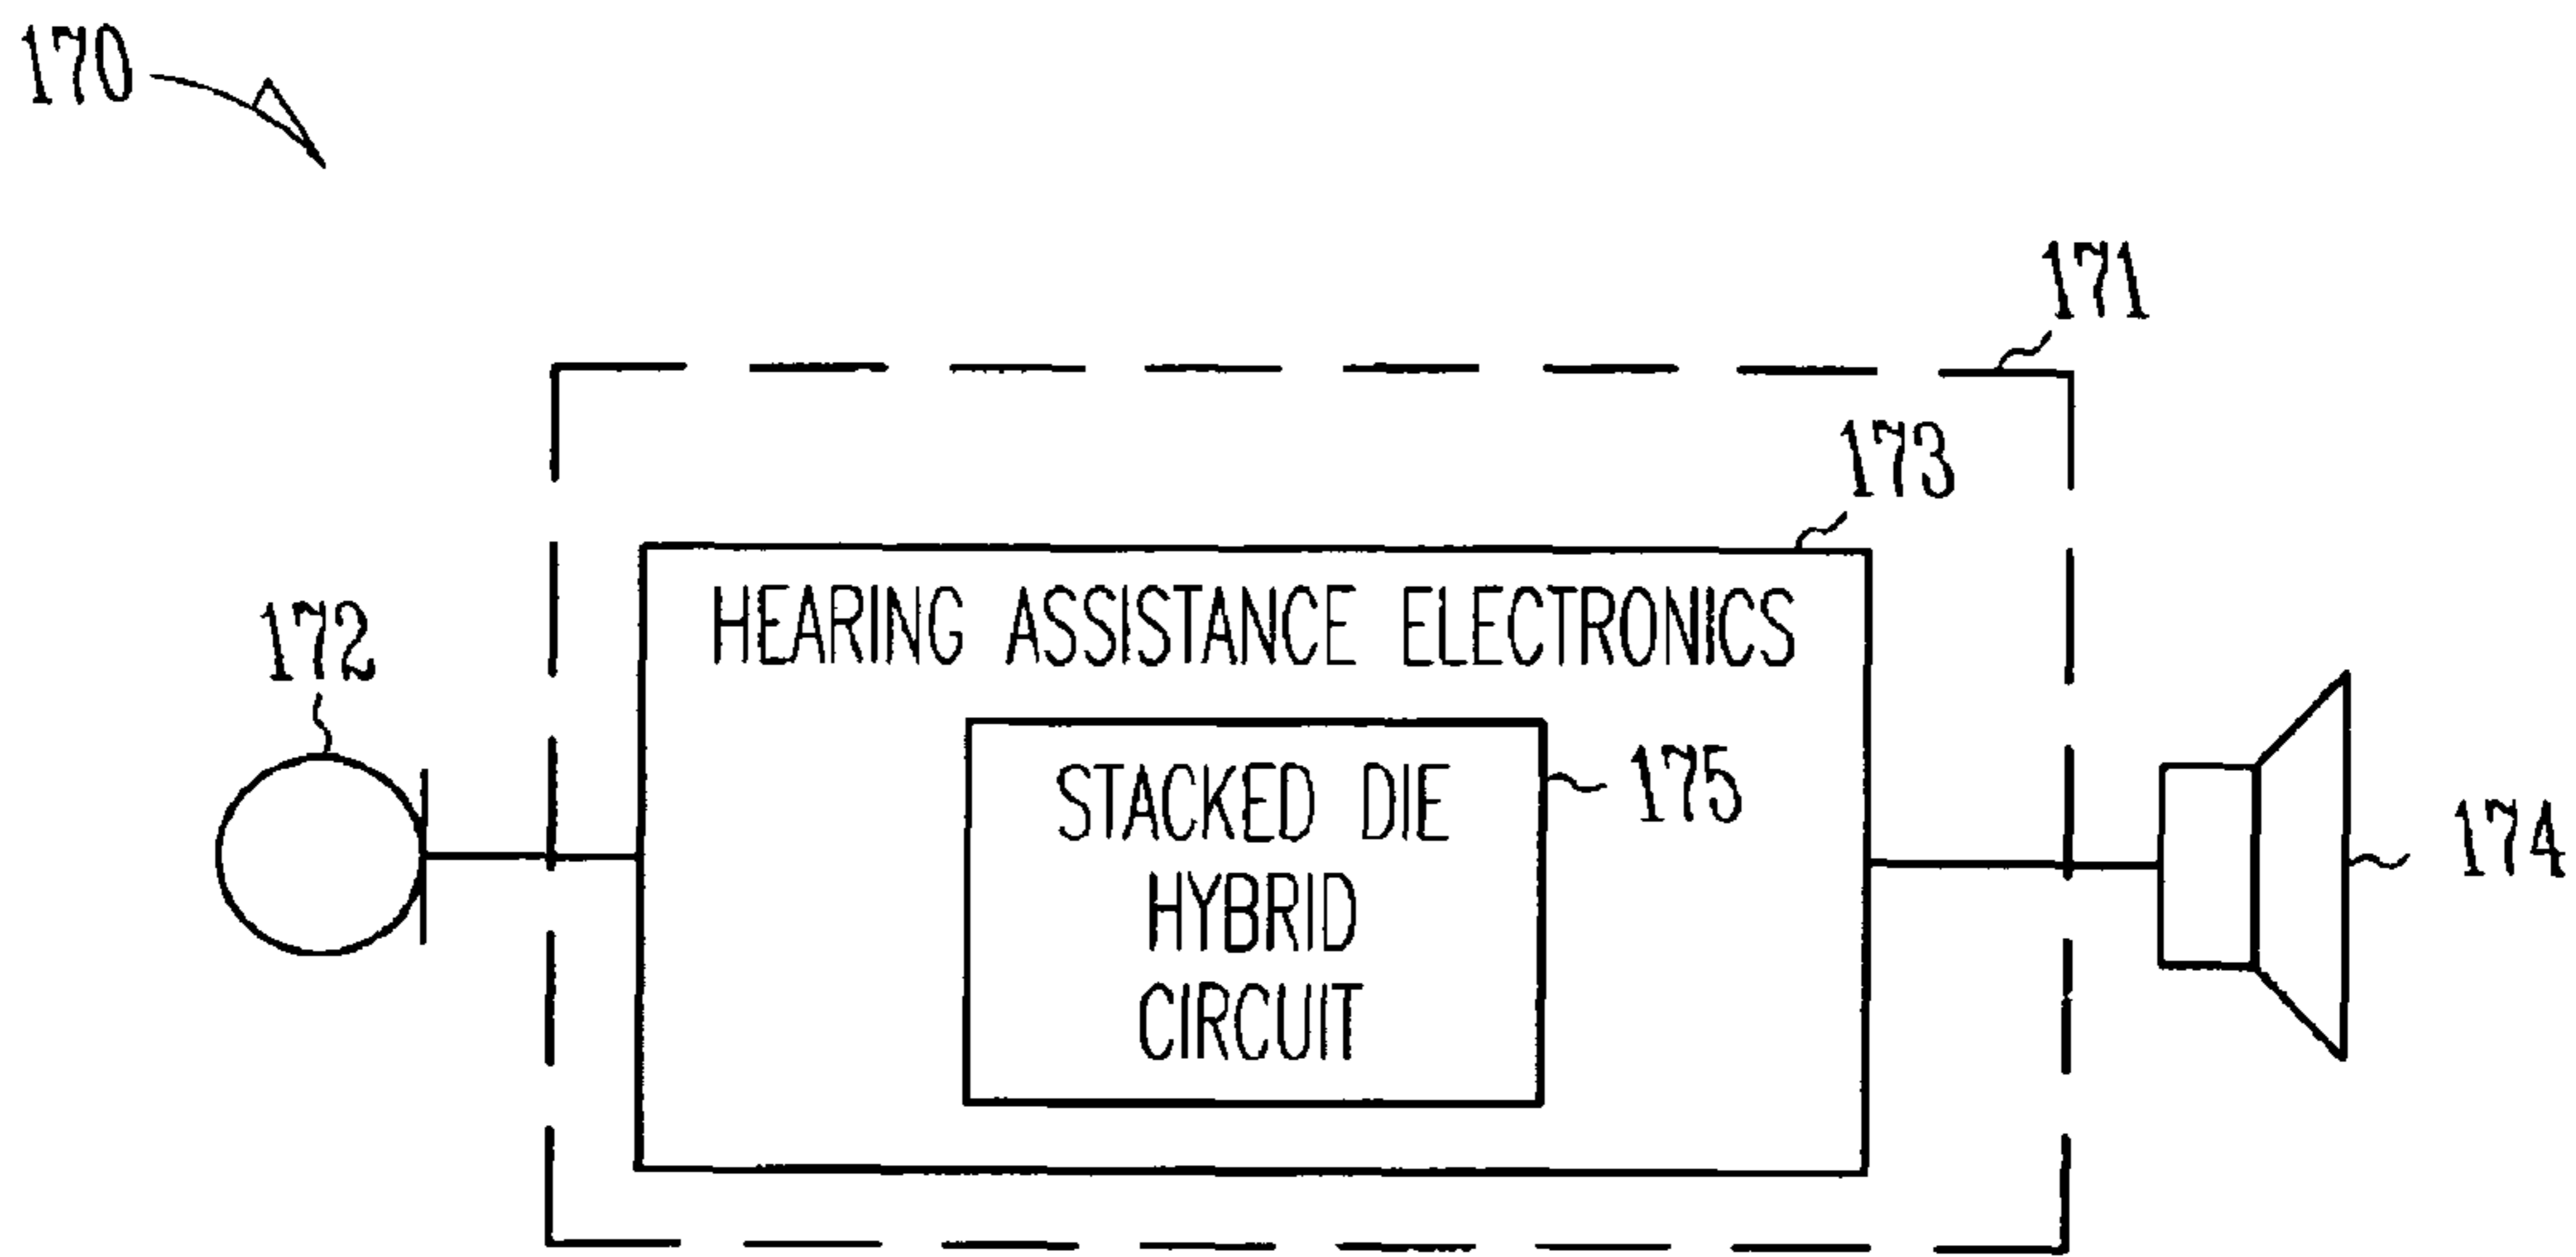 170
171
173
HEARING ASSISTANCE ELECTRONICS
172
STACKED DIE
175
HYBRID
174
CIRCUIT